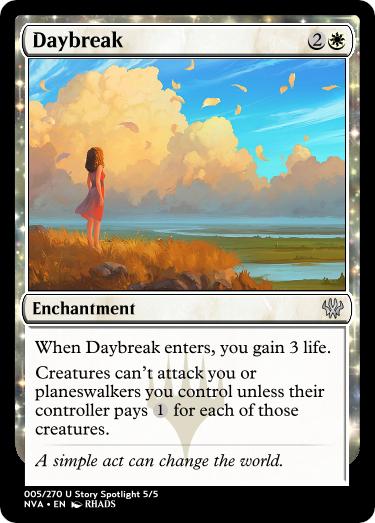 Daybreak 2
Enchantment
When Daybreak enters, you gain 3 life.
Creatures can't attack you or
planeswalkers you control unless their
controller pays 1 for each of those
creatures.
A simple act can change the world.
005/270 U Story Spotlight 5/5
NVA • EN RHADS